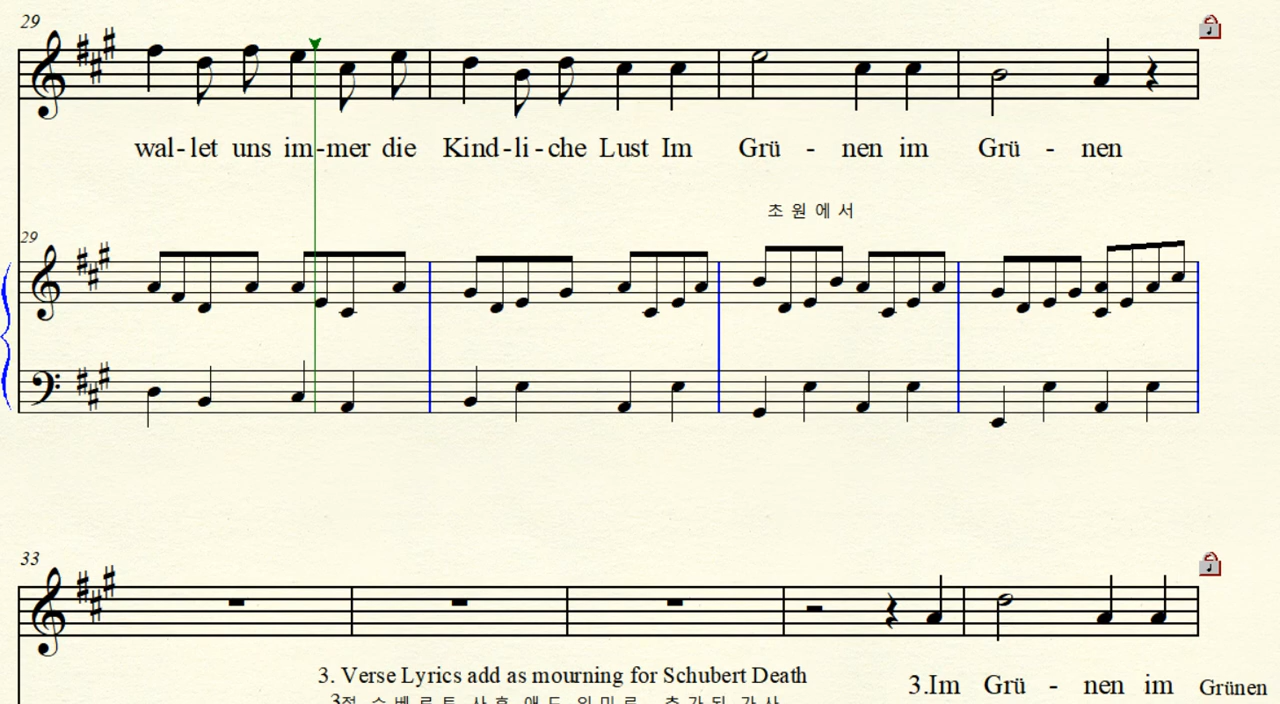 29
wal-let uns im-mer die Kind-li-che Lust Im Grü - nen im Grü - nen
초 원 에 서
29
33
3. Verse Lyrics add as mourning for Schubert Death
3.Im Grü - nen im Grünen
3절 슈 베 르 트 사 후 애 도 의 미 로 추 가 된 가 사